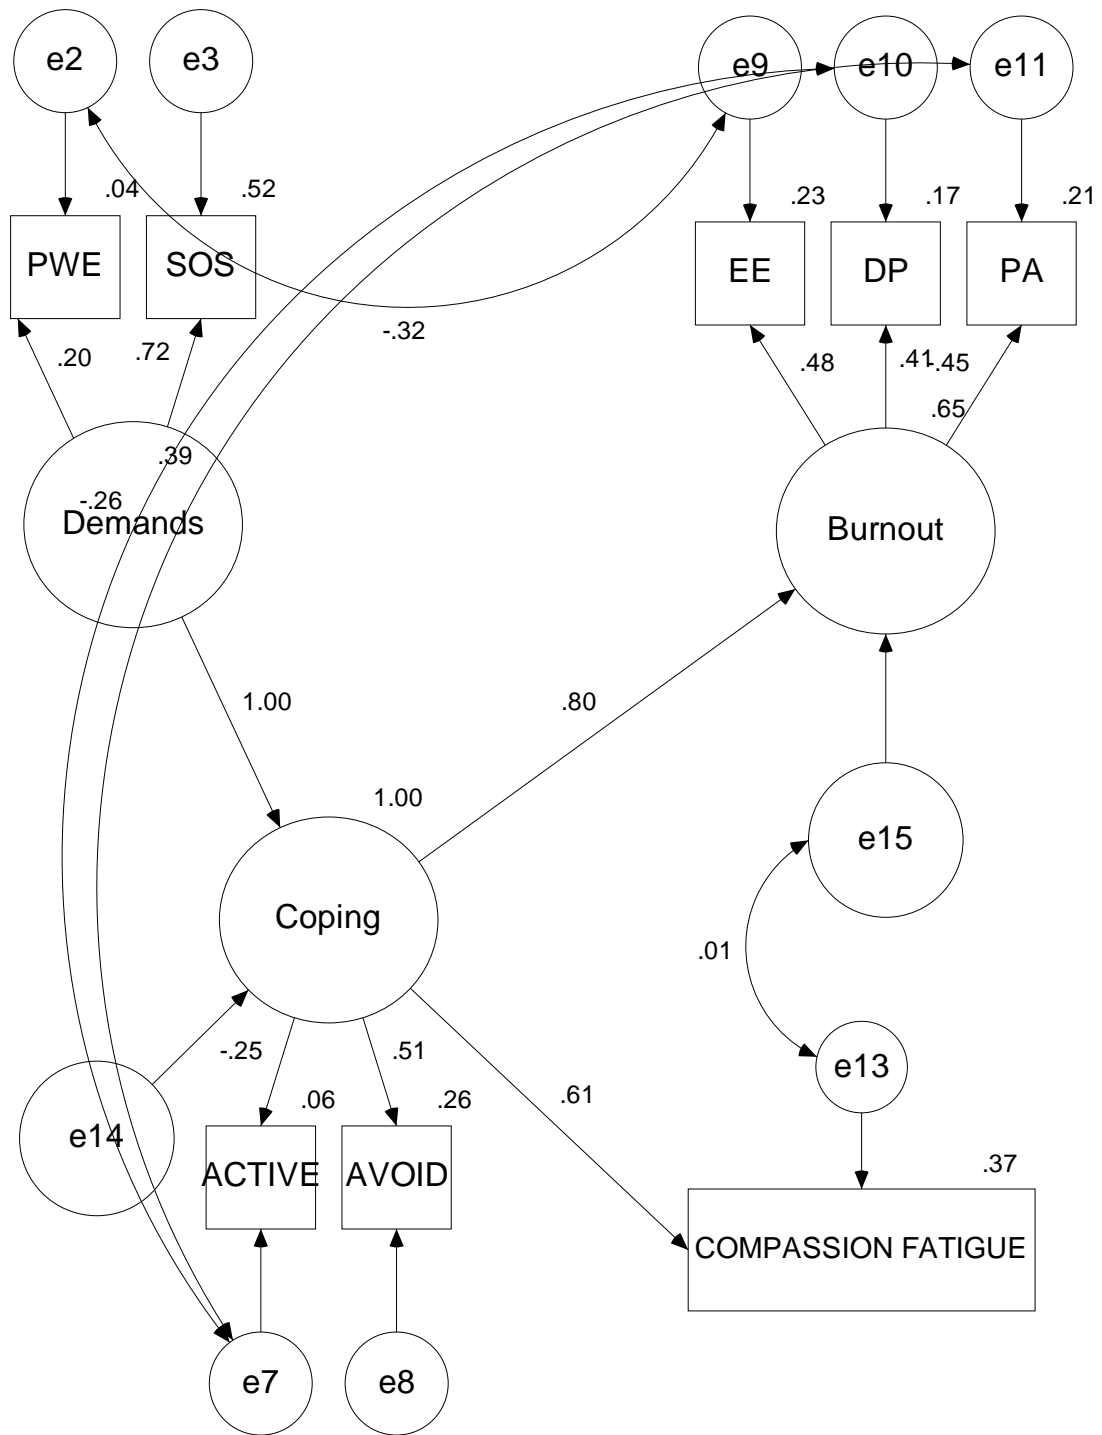 e2
e3
e9
e10
e11
.04
.52
.23
.17
.21
PWE
SOS
EE
DP
PA
-.32
.20
.72
.48
.41
-.45
.65
.39
-.26
Demands
Burnout
1.00
.80
1.00
e15
Coping
.01
-.25
.51
e13
.61
.06
.26
e14
ACTIVE
AVOID
.37
COMPASSION FATIGUE
e7
e8